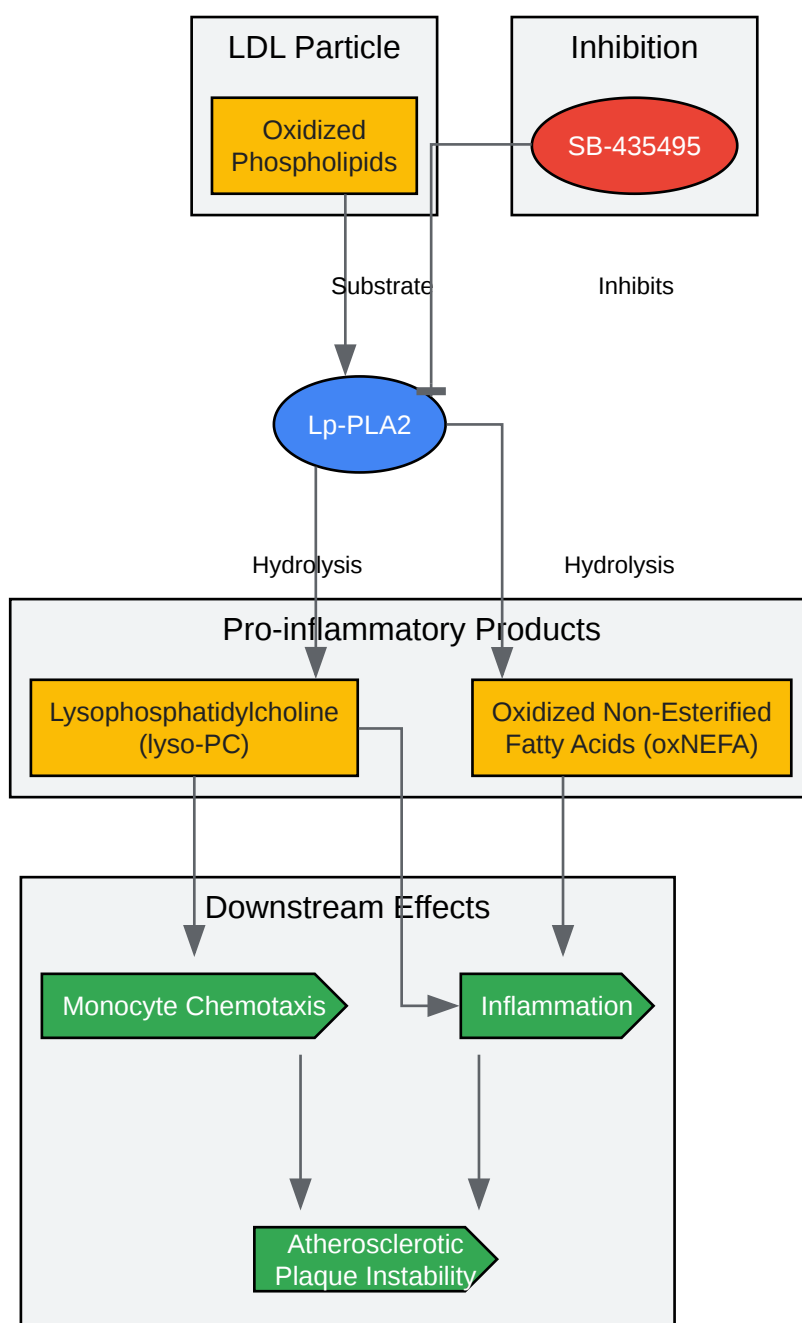 LDL Particle
Inhibition
Oxidized
Phospholipids
SB-435495
Substrate
Inhibits
Lp-PLA2
Hydrolysis
Hydrolysis
Pro-inflammatory Products
Lysophosphatidylcholine
(lyso-PC)
Oxidized Non-Esterified
Fatty Acids (oxNEFA)
Downstream Effects
Monocyte Chemotaxis
Inflammation
Atherosclerotic
Plaque Instability